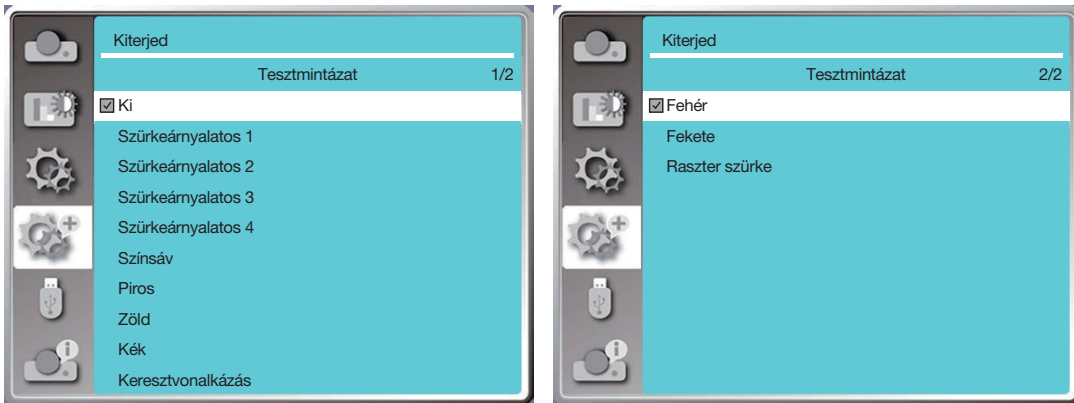 Kiterjed
Tesztmintázat 1/2
Ki
Szürkeárnyalatos 1
Szürkeárnyalatos 2
Szürkeárnyalatos 3
Szürkeárnyalatos 4
Színsáv
Piros
Zöld
Kék
Keresztvonalkázás
Kiterjed
Tesztmintázat 2/2
Fehér
Fekete
Raszter szürke